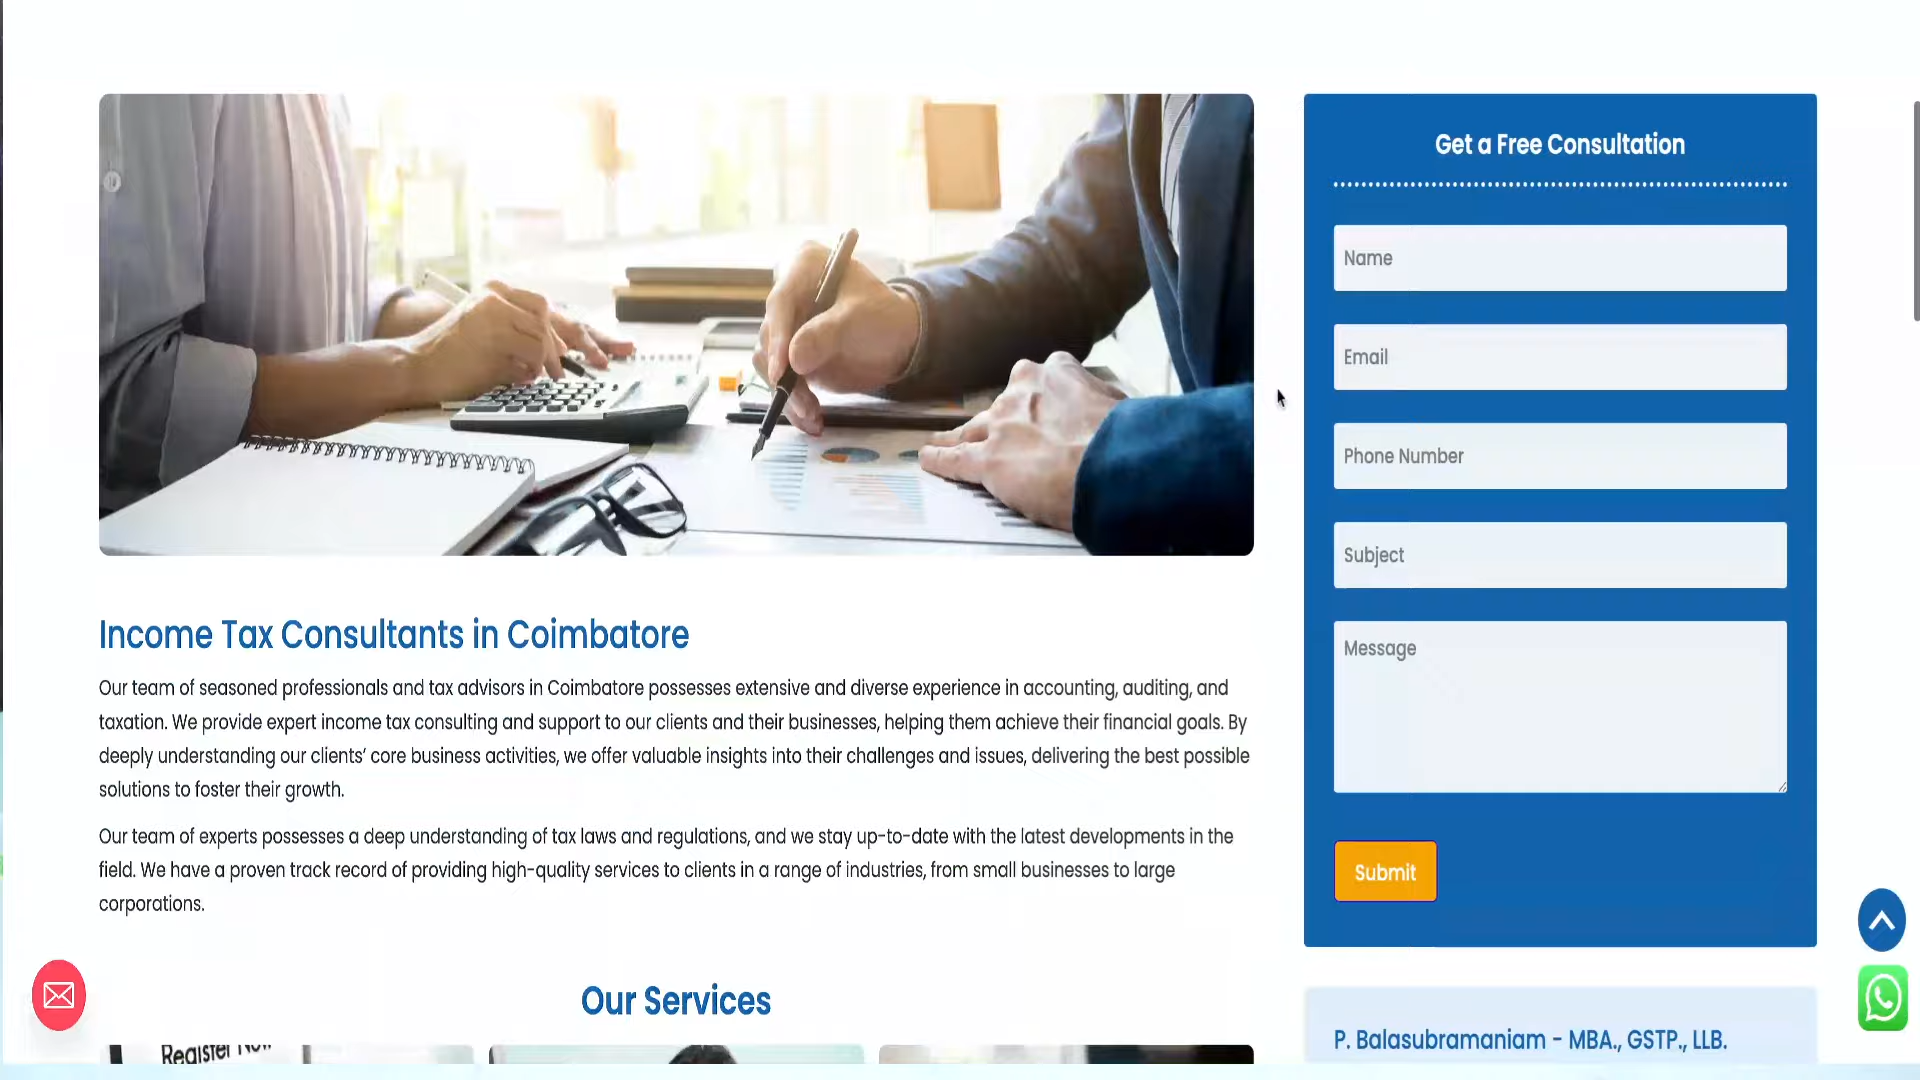 Get a Free Consultation
Name
Email
Phone Number
Subject
Message
Submit
Income Tax Consultants in Coimbatore
Our team of seasoned professionals and tax advisors in Coimbatore possesses extensive and diverse experience in accounting, auditing, and
taxation. We provide expert income tax consulting and support to our clients and their businesses, helping them achieve their financial goals. By
deeply understanding our clients’ core business activities, we offer valuable insights into their challenges and issues, delivering the best possible
solutions to foster their growth.
Our team of experts possesses a deep understanding of tax laws and regulations, and we stay up-to-date with the latest developments in the
field. We have a proven track record of providing high-quality services to clients in a range of industries, from small businesses to large
corporations.
Our Services
Register Now
P. Balasubramaniam - MBA., GSTP., LLB.